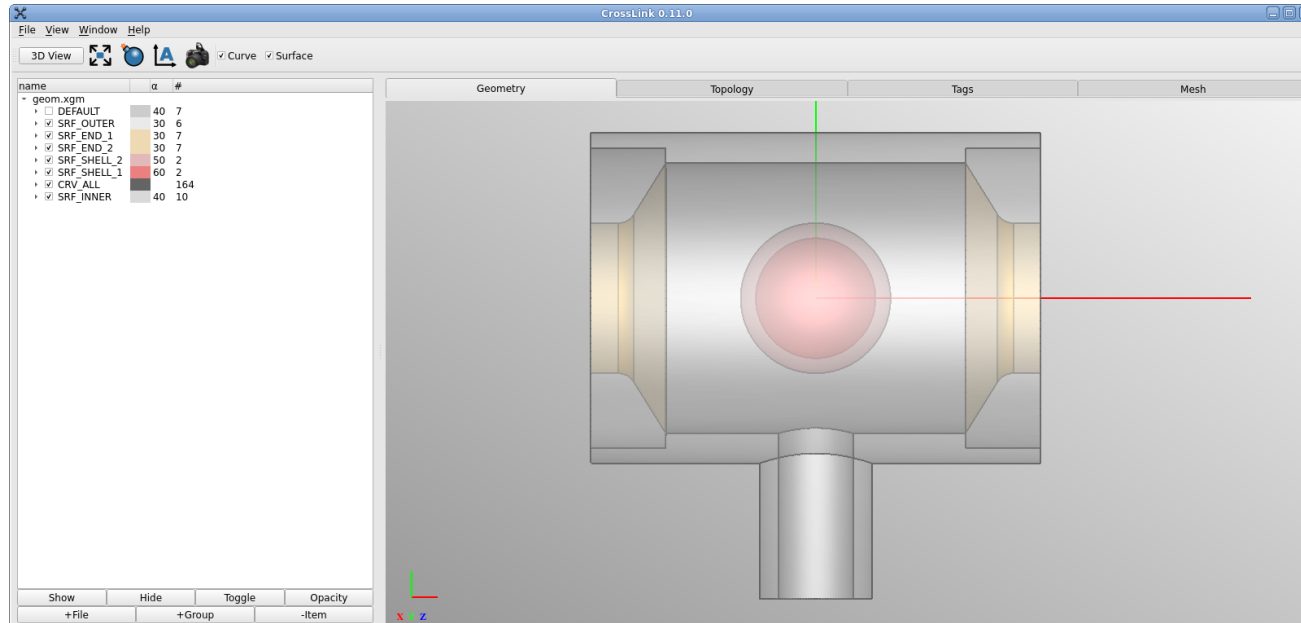 CrossLink 0.11.0
File View Window Help
3D View Curve Surface
name α #
geom.xgm
DEFAULT 40 7
SRF_OUTER 30 6
SRF_END_1 30 7
SRF_END_2 30 7
SRF_SHELL_2 50 2
SRF_SHELL_1 60 2
CRV_ALL 164
SRF_INNER 40 10
Geometry Topology Tags Mesh
Show Hide Toggle Opacity
+File +Group -Item
X Y Z